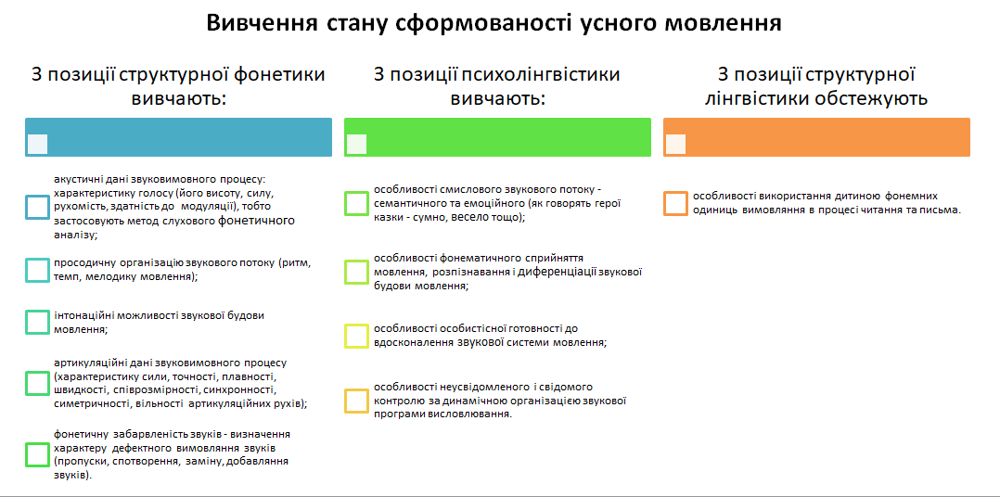 Вивчення стану сформованості усного мовлення
З позиції структурної фонетики
вивчають:
акустичні дані звуковимовного процесу:
характеристику голосу (його висоту, силу,
рухомість, здатність до модуляції), тобто
застосовують метод слухового фонетичного
аналізу;
просодичну організацію звукового потоку (ритм,
темп, мелодику мовлення);
інтонаційні можливості звукової будови
мовлення;
артикуляційні дані звуковимовного процесу
(характеристику сили, точності, плавності,
швидкості, співрозмірності, синхронності,
симетричності, вільності артикуляційних рухів);
фонетичну забарвленість звуків - визначення
характеру дефектного вимовляння звуків
(пропуски, спотворення, заміну, добавляння
звуків).
З позиції психолінгвістики
вивчають:
особливості смислового звукового потоку -
семантичного та емоційного (як говорять герої
казки - сумно, весело тощо);
особливості фонематичного сприйняття
мовлення, розпізнавання і диференціації звукової
будови мовлення;
особливості особистісної готовності до
вдосконалення звукової системи мовлення;
особливості неусвідомленого і свідомого
контролю за динамічною організацією звукової
програми висловлювання.
З позиції структурної
лінгвістики обстежують
особливості використання дитиною фонемних
одиниць вимовляння в процесі читання та письма.